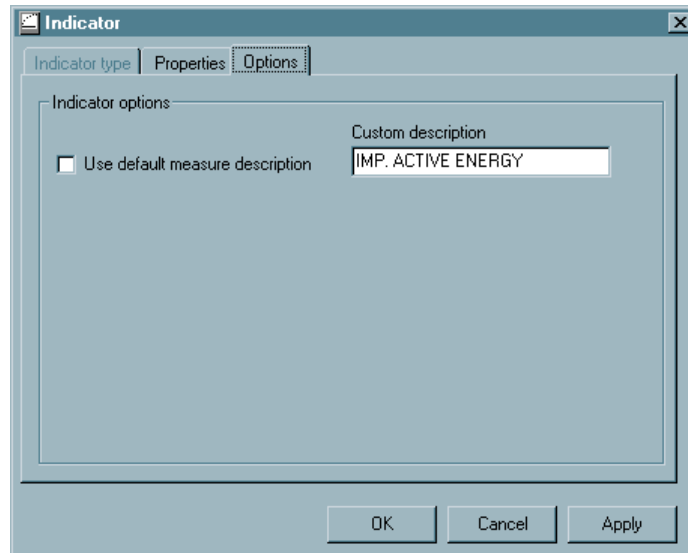 Indicator
Indicator type Properties Options
Indicator options
Custom description
Use default measure description IMP. ACTIVE ENERGY
OK Cancel Apply